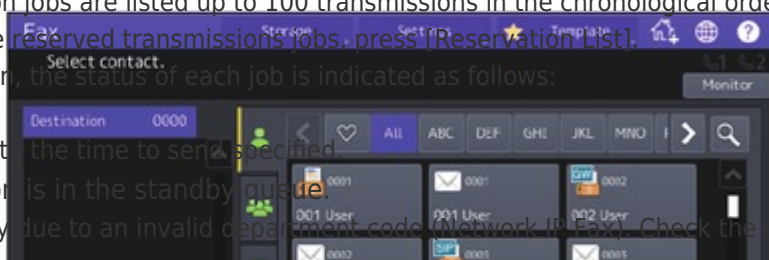 on jobs are listed up to 100 transmissions in the chronological orde
Fax Storage Settings Template
e reserved transmissions jobs, press [Reservation List].
Select contact.
1 2
n, the status of each job is indicated as follows:
Monitor
Destination 0000
All ABC DEF GHI JKL MNO
t the time to send specified.
0001 0001 0002
n is in the standby queue.
001 User 001 User 002 User
y due to an invalid department code (Network IP Fax). Check the
0002 0003 0003